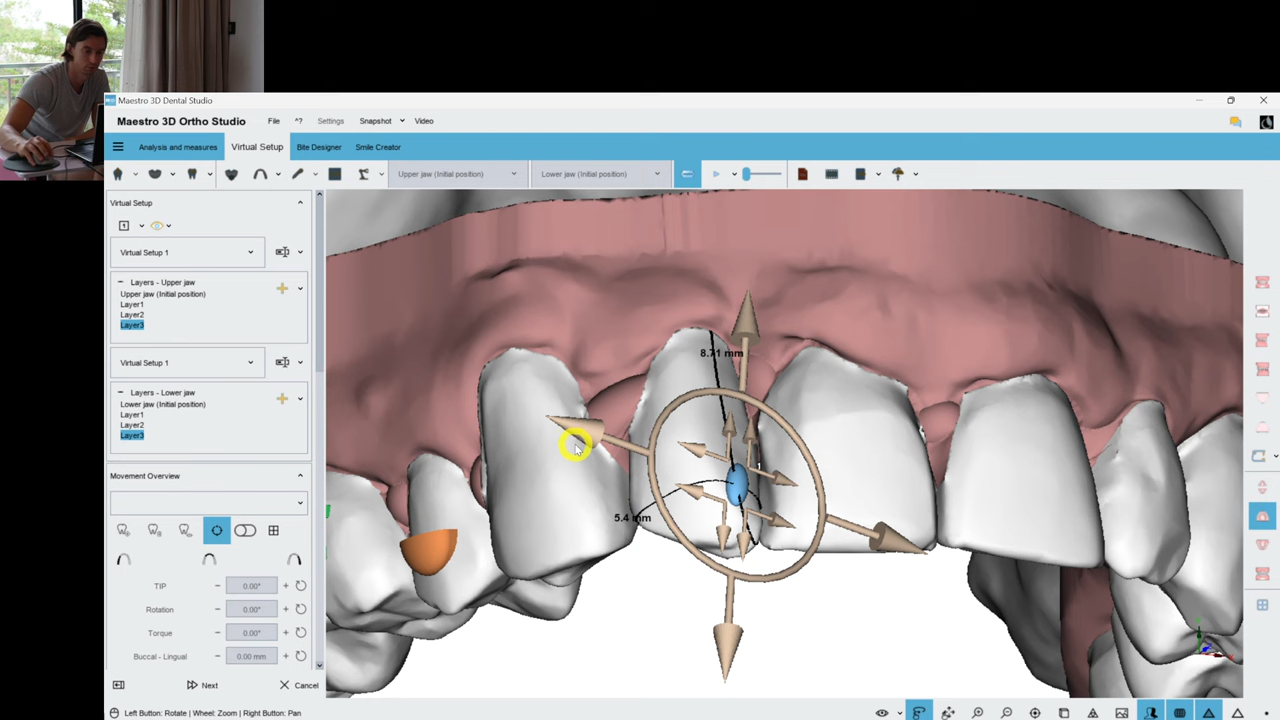 Maestro 3D Dental Studio
Maestro 3D Ortho Studio File ^? Settings Snapshot Video
Analysis and measures Virtual Setup Bite Designer Smile Creator
Upper jaw (Initial position) Lower jaw (Initial position)
Virtual Setup
1
Virtual Setup 1
Layers - Upper jaw
Upper jaw (Initial position)
Layer1
Layer2
Layer3
Virtual Setup 1
Layers - Lower jaw
Lower jaw (Initial position)
Layer1
Layer2
Layer3
Movement Overview
TIP - 0.00° +
Rotation - 0.00° +
Torque - 0.00° +
Buccal - Lingual - 0.00 mm +
Next Cancel
Left Button: Rotate | Wheel: Zoom | Right Button: Pan
8.71 mm
1
5.4 mm